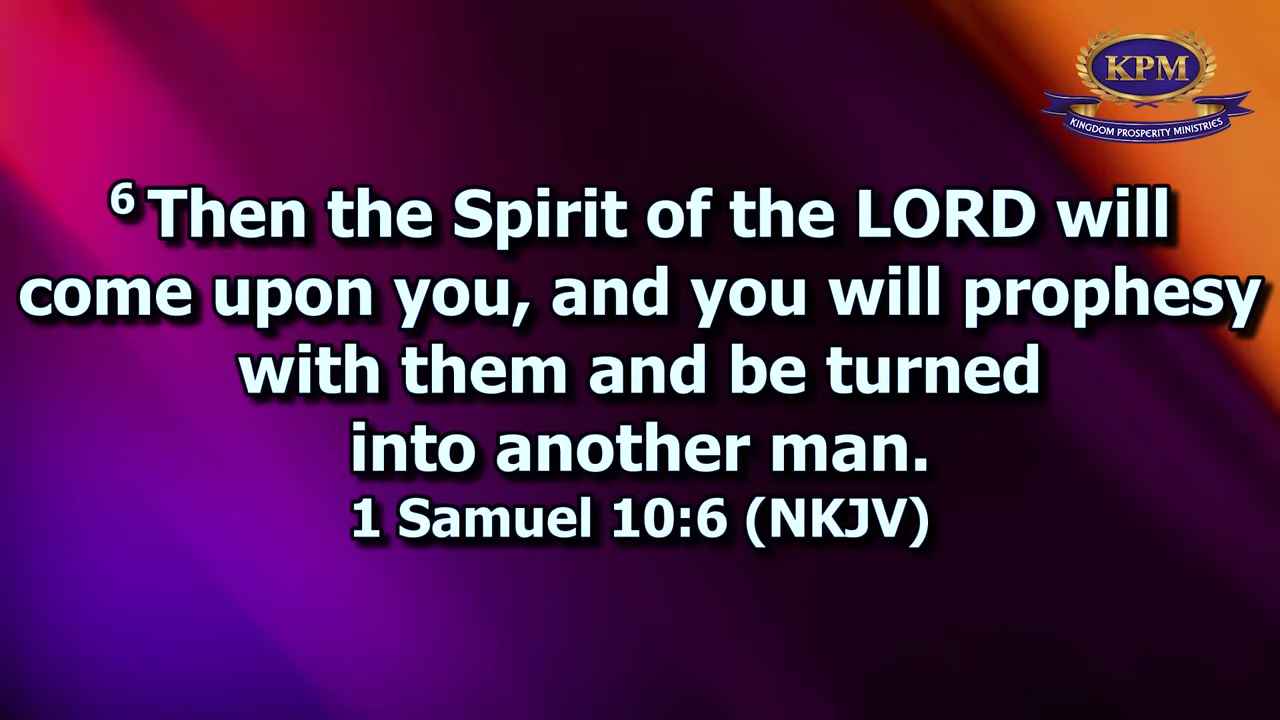 KPM
KINGDOM PROSPERITY MINISTRIES
6 Then the Spirit of the LORD will
come upon you, and you will prophesy
with them and be turned
into another man.
1 Samuel 10:6 (NKJV)